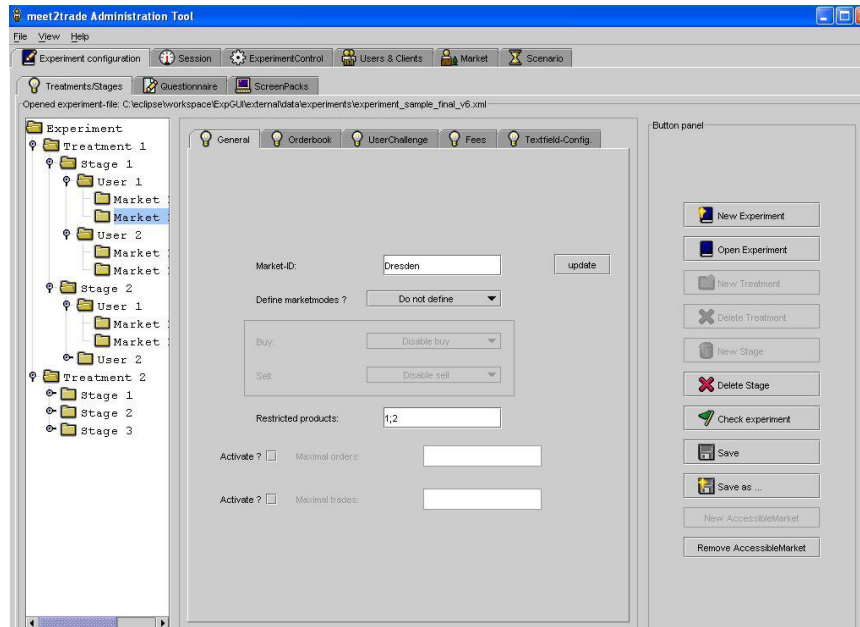 meet2trade Administration Tool
File View Help
Experiment configuration Session ExperimentControl Users & Clients Market Scenario
Treatments/Stages Questionnaire ScreenPacks
Opened experiment-file: C:\eclipse\workspace\ExpGUI\external\data\experiments\experiment_sample_final_v6.xml
Experiment
Treatment 1
Stage 1
User 1
Market
Market
User 2
Market
Market
Stage 2
User 1
Market
Market
User 2
Treatment 2
Stage 1
Stage 2
Stage 3
General Orderbook UserChallenge Fees Textfield-Config.
Market-ID: Dresden update
Define marketmodes ? Do not define
Buy: Disable buy
Sell: Disable sell
Restricted products: 1;2
Activate ? Maximal orders:
Activate ? Maximal trades:
Button panel
New Experiment
Open Experiment
New Treatment
Delete Treatment
New Stage
Delete Stage
Check experiment
Save
Save as ...
New AccessibleMarket
Remove AccessibleMarket